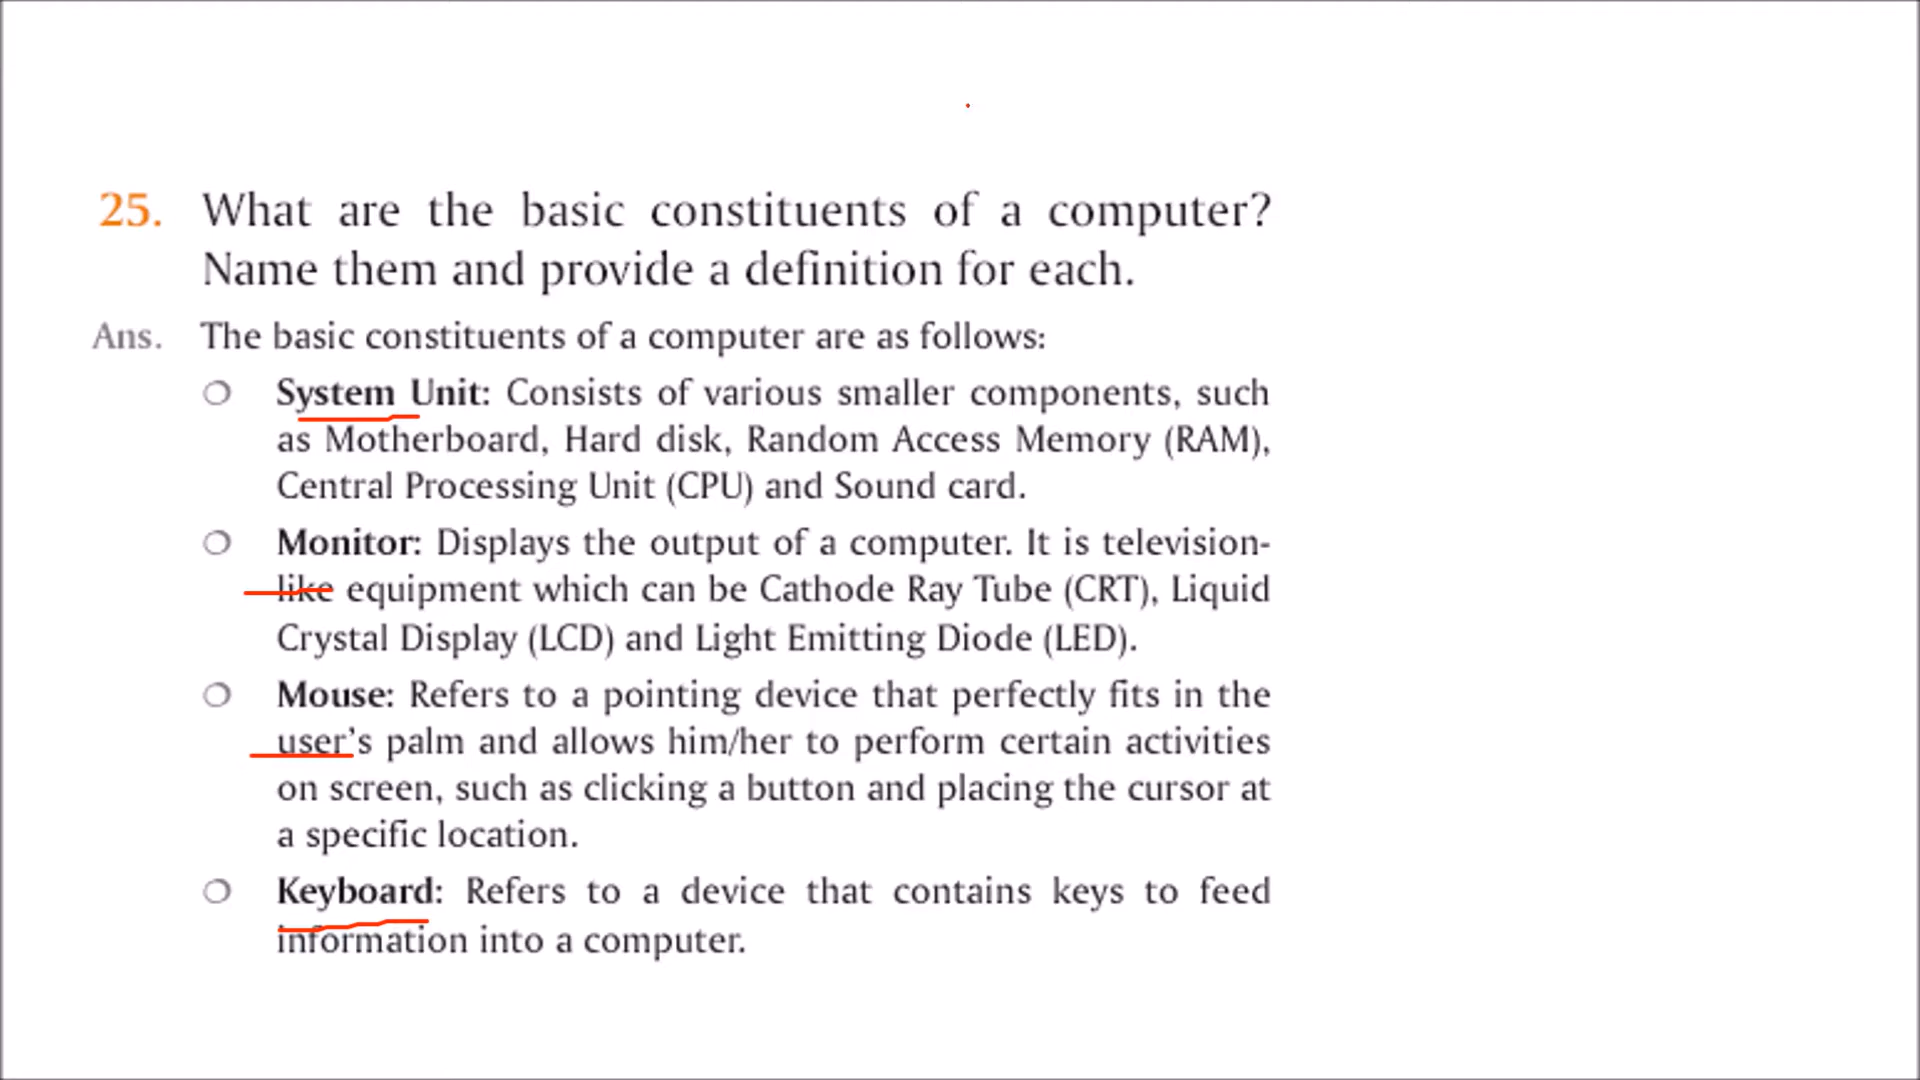 25. What are the basic constituents of a computer?
Name them and provide a definition for each.
Ans. The basic constituents of a computer are as follows:
System Unit: Consists of various smaller components, such
as Motherboard, Hard disk, Random Access Memory (RAM),
Central Processing Unit (CPU) and Sound card.
Monitor: Displays the output of a computer. It is television-
like equipment which can be Cathode Ray Tube (CRT), Liquid
Crystal Display (LCD) and Light Emitting Diode (LED).
Mouse: Refers to a pointing device that perfectly fits in the
user's palm and allows him/her to perform certain activities
on screen, such as clicking a button and placing the cursor at
a specific location.
Keyboard: Refers to a device that contains keys to feed
information into a computer.